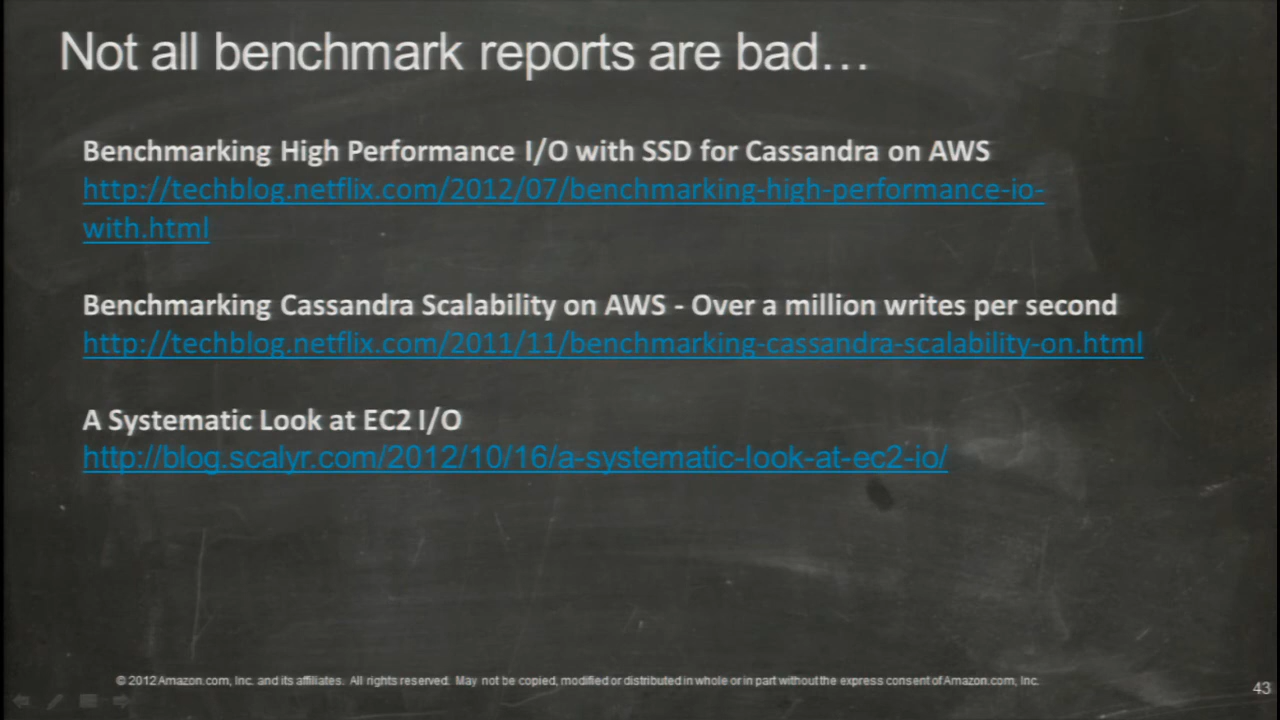 Not all benchmark reports are bad…
Benchmarking High Performance I/O with SSD for Cassandra on AWS
http://techblog.netflix.com/2012/07/benchmarking-high-performance-io-
with.html
Benchmarking Cassandra Scalability on AWS - Over a million writes per second
http://techblog.netflix.com/2011/11/benchmarking-cassandra-scalability-on.html
A Systematic Look at EC2 I/O
http://blog.scalyr.com/2012/10/16/a-systematic-look-at-ec2-io/
© 2012 Amazon.com, Inc. and its affiliates. All rights reserved. May not be copied, modified or distributed in whole or in part without the express consent of Amazon.com, Inc.
43